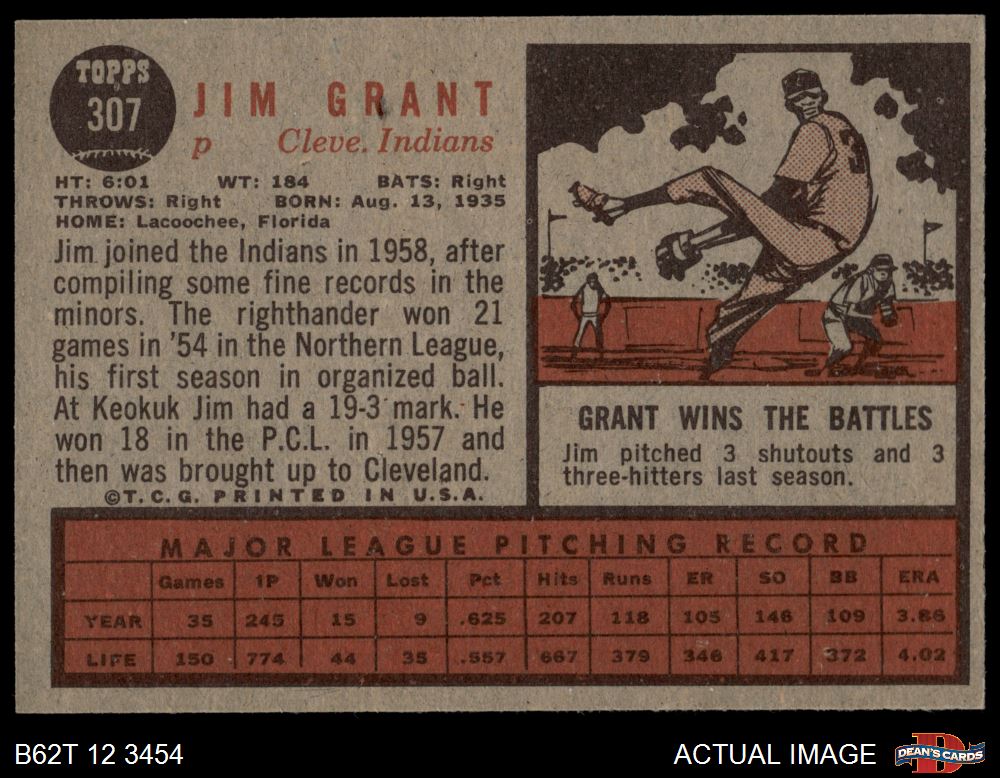 TOPPS
307
JIM GRANT
p Cleve. Indians
HT: 6:01 WT: 184 BATS: Right
THROWS: Right BORN: Aug. 13, 1935
HOME: Lacoochee, Florida
Jim joined the Indians in 1958, after
compiling some fine records in the
minors. The righthander won 21
games in '54 in the Northern League,
his first season in organized ball.
At Keokuk Jim had a 19-3 mark. He
won 18 in the P.C.L. in 1957 and
then was brought up to Cleveland.
©T.C.G. PRINTED IN U.S.A.
GRANT WINS THE BATTLES
Jim pitched 3 shutouts and 3
three-hitters last season.
MAJOR LEAGUE PITCHING RECORD
Games IP Won Lost Pct Hits Runs ER SO BB ERA
YEAR 35 245 15 9 .625 207 118 105 146 109 3.86
LIFE 150 774 44 35 .557 667 379 346 417 372 4.02
B62T 12 3454
ACTUAL IMAGE
DEAN'S CARDS